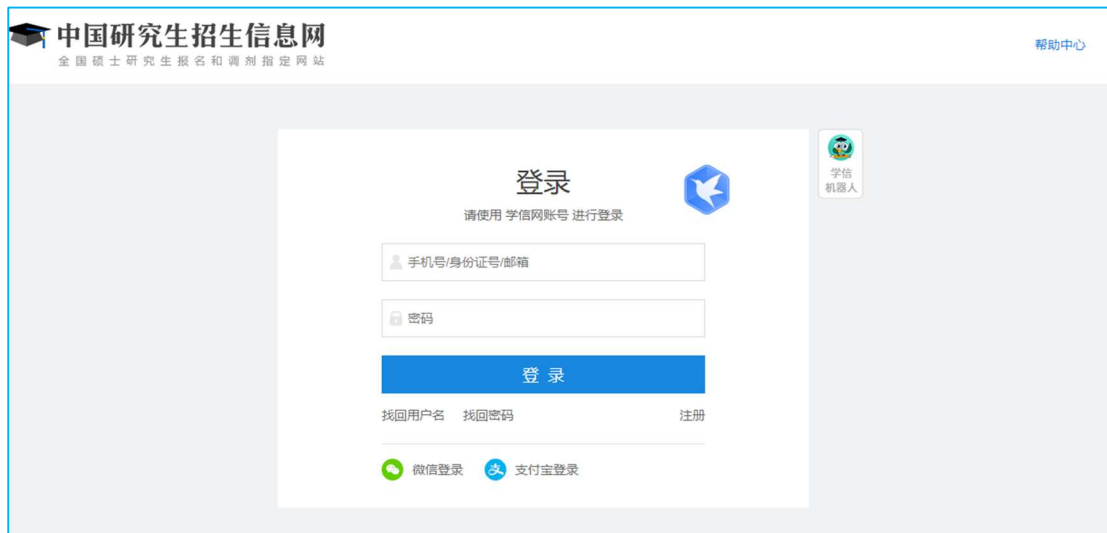 中国研究生招生信息网
全国硕士研究生报名和调剂指定网站
帮助中心
登录
请使用 学信网账号 进行登录
学信
机器人
手机号/身份证号/邮箱
密码
登 录
找回用户名 找回密码 注册
微信登录 支付宝登录